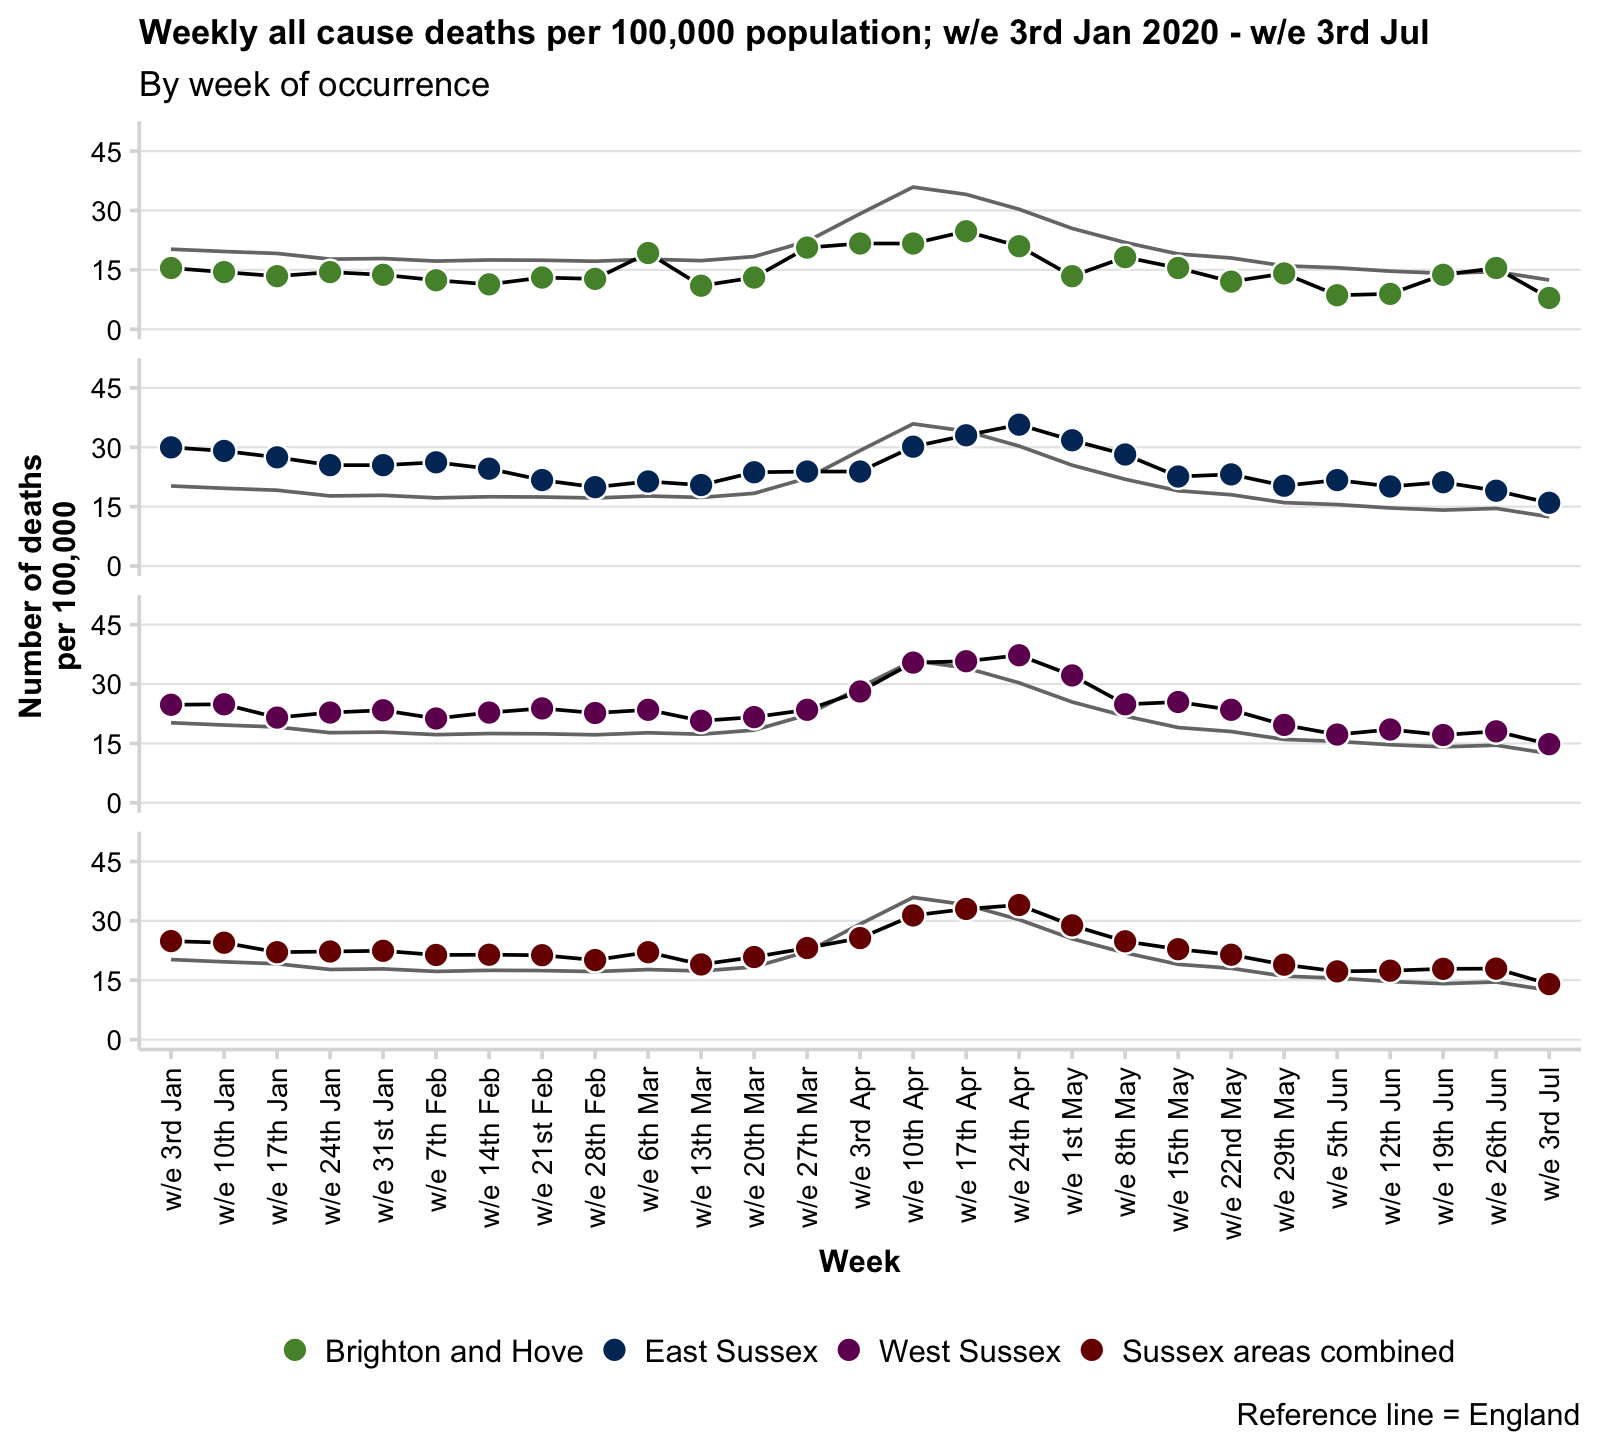 Weekly all cause deaths per 100,000 population; w/e 3rd Jan 2020 - w/e 3rd Jul
By week of occurrence
Number of deaths
per 100,000
45
30
15
0
45
30
15
0
45
30
15
0
45
30
15
0
w/e 3rd Jan
w/e 10th Jan
w/e 17th Jan
w/e 24th Jan
w/e 31st Jan
w/e 7th Feb
w/e 14th Feb
w/e 21st Feb
w/e 28th Feb
w/e 6th Mar
w/e 13th Mar
w/e 20th Mar
w/e 27th Mar
w/e 3rd Apr
w/e 10th Apr
w/e 17th Apr
w/e 24th Apr
w/e 1st May
w/e 8th May
w/e 15th May
w/e 22nd May
w/e 29th May
w/e 5th Jun
w/e 12th Jun
w/e 19th Jun
w/e 26th Jun
w/e 3rd Jul
Week
Brighton and Hove East Sussex West Sussex Sussex areas combined
Reference line = England